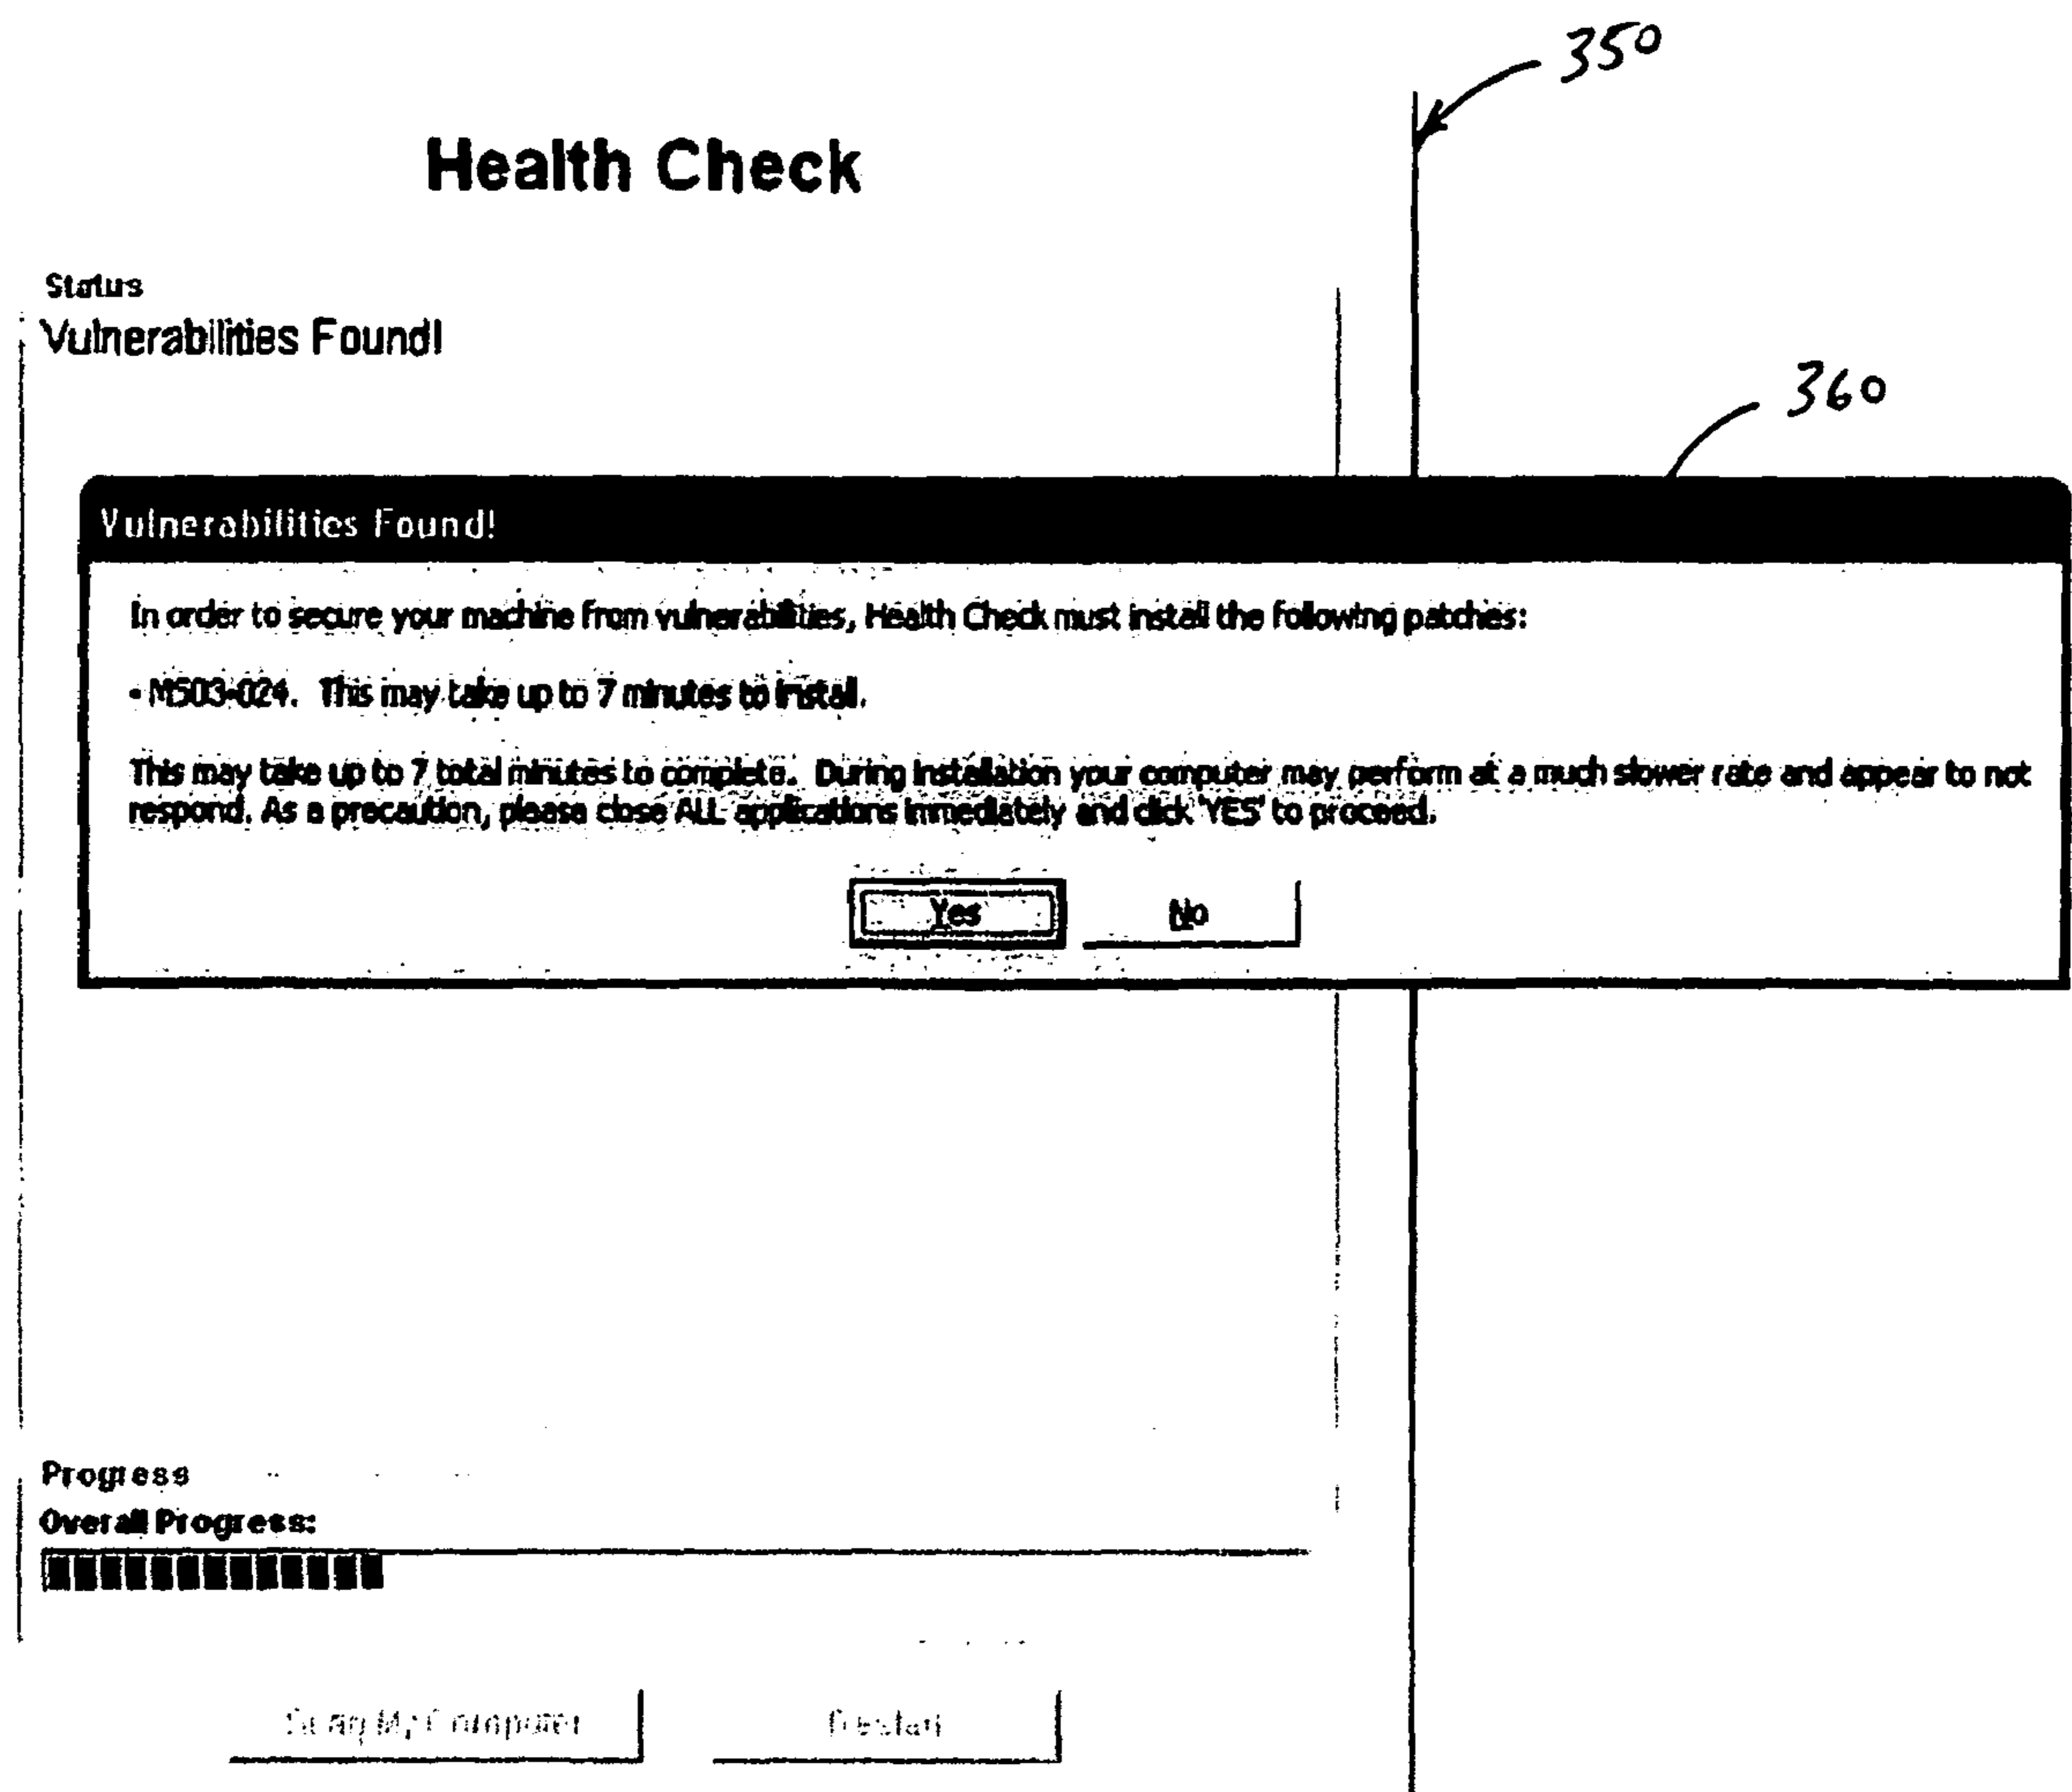 350
Health Check
Status
Vulnerabilities Found!
360
Vulnerabilities Found!
In order to secure your machine from vulnerabilities, Health Check must install the following patches:
- MS03-024. This may take up to 7 minutes to install.
This may take up to 7 total minutes to complete. During installation your computer may perform at a much slower rate and appear to not
respond. As a precaution, please close ALL applications immediately and click 'YES' to proceed.
Yes No
Progress
Overall Progress:
Scan My Computer Restart